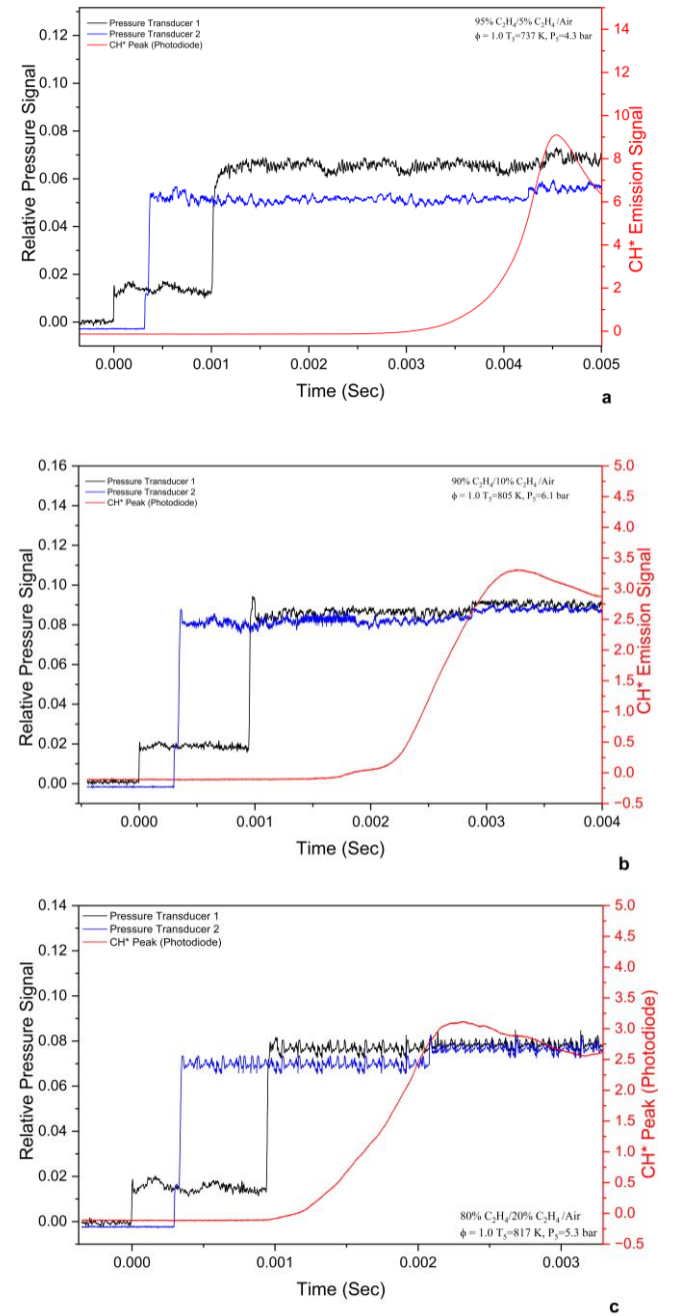 Pressure Transducer 1
Pressure Transducer 2
CH* Peak (Photodiode)
95% C₂H₄/5% C₂H₄ /Air
ϕ = 1.0 T₅=737 K, P₅=4.3 bar
0.12
0.10
0.08
0.06
0.04
0.02
0.00
Relative Pressure Signal
14
12
10
8
6
4
2
0
CH* Emission Signal
0.000
0.001
0.002
0.003
0.004
0.005
Time (Sec)
a
Pressure Transducer 1
Pressure Transducer 2
CH* Peak (Photodiode)
90% C₂H₄/10% C₂H₄ /Air
ϕ = 1.0 T₅=805 K, P₅=6.1 bar
0.16
0.14
0.12
0.10
0.08
0.06
0.04
0.02
0.00
Relative Pressure Signal
5.0
4.5
4.0
3.5
3.0
2.5
2.0
1.5
1.0
0.5
0.0
-0.5
CH* Emission Signal
0.000
0.001
0.002
0.003
0.004
Time (Sec)
b
Pressure Transducer 1
Pressure Transducer 2
CH* Peak (Photodiode)
0.14
0.12
0.10
0.08
0.06
0.04
0.02
0.00
Relative Pressure Signal
5.0
4.5
4.0
3.5
3.0
2.5
2.0
1.5
1.0
0.5
0.0
-0.5
CH* Peak (Photodiode)
80% C₂H₄/20% C₂H₄ /Air
ϕ = 1.0 T₅=817 K, P₅=5.3 bar
0.000
0.001
0.002
0.003
Time (Sec)
c